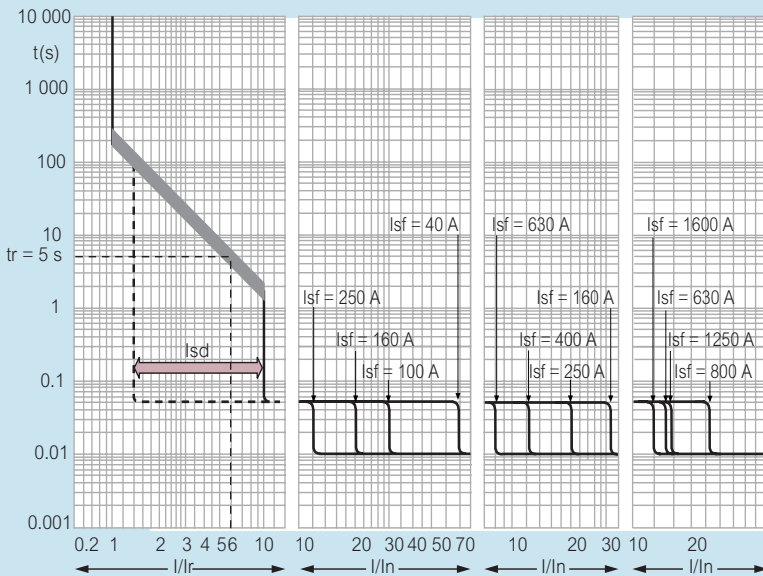 10 000
t(s)
1 000
100
10
tr = 5 s
1
0.1
0.01
0.001
Isd
0.2 1 2 3 4 5 6 10
I/Ir
Isf = 40 A
Isf = 250 A
Isf = 160 A
Isf = 100 A
10 20 30 40 50 70
I/In
Isf = 630 A
Isf = 160 A
Isf = 400 A
Isf = 250 A
10 20 30
I/In
Isf = 1600 A
Isf = 630 A
Isf = 1250 A
Isf = 800 A
10 20
I/In